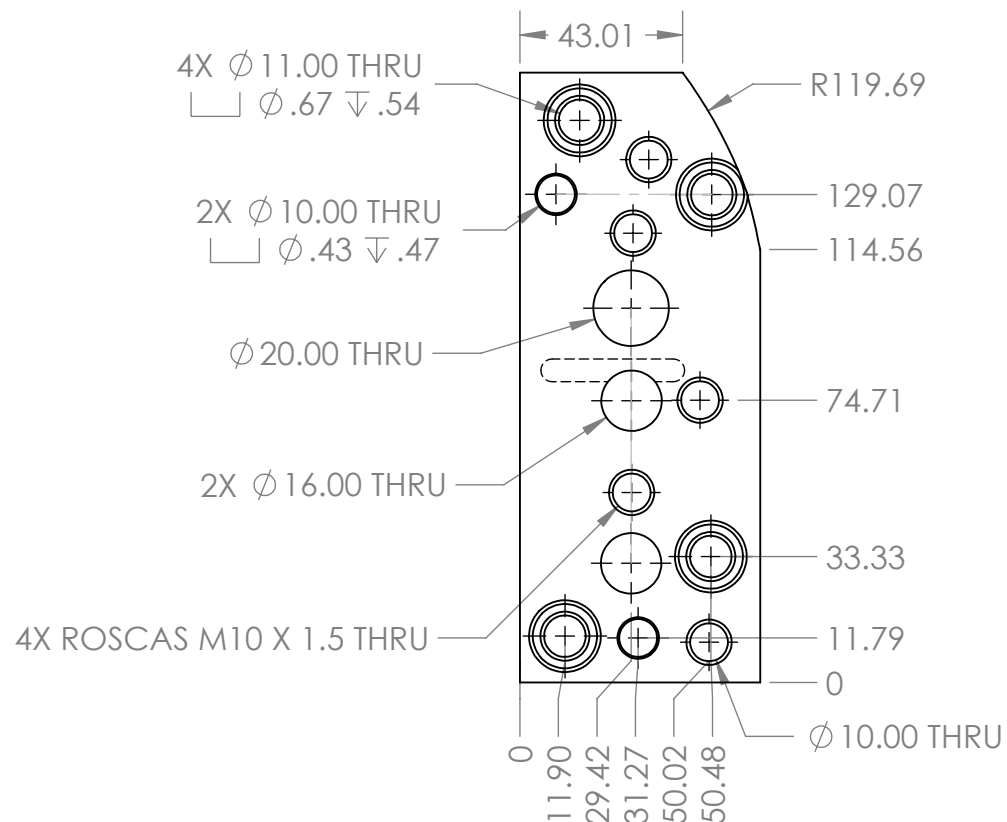 43.01
4X ∅ 11.00 THRU
⌴ ∅ .67 ↧ .54
R119.69
129.07
2X ∅ 10.00 THRU
⌴ ∅ .43 ↧ .47
114.56
∅ 20.00 THRU
74.71
2X ∅ 16.00 THRU
33.33
4X ROSCAS M10 X 1.5 THRU
11.79
0
∅ 10.00 THRU
0
11.90
29.42
31.27
50.02
50.48